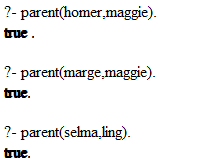 ?- parent(homer,maggie).
true .
?- parent(marge,maggie).
true.
?- parent(selma,ling).
true.